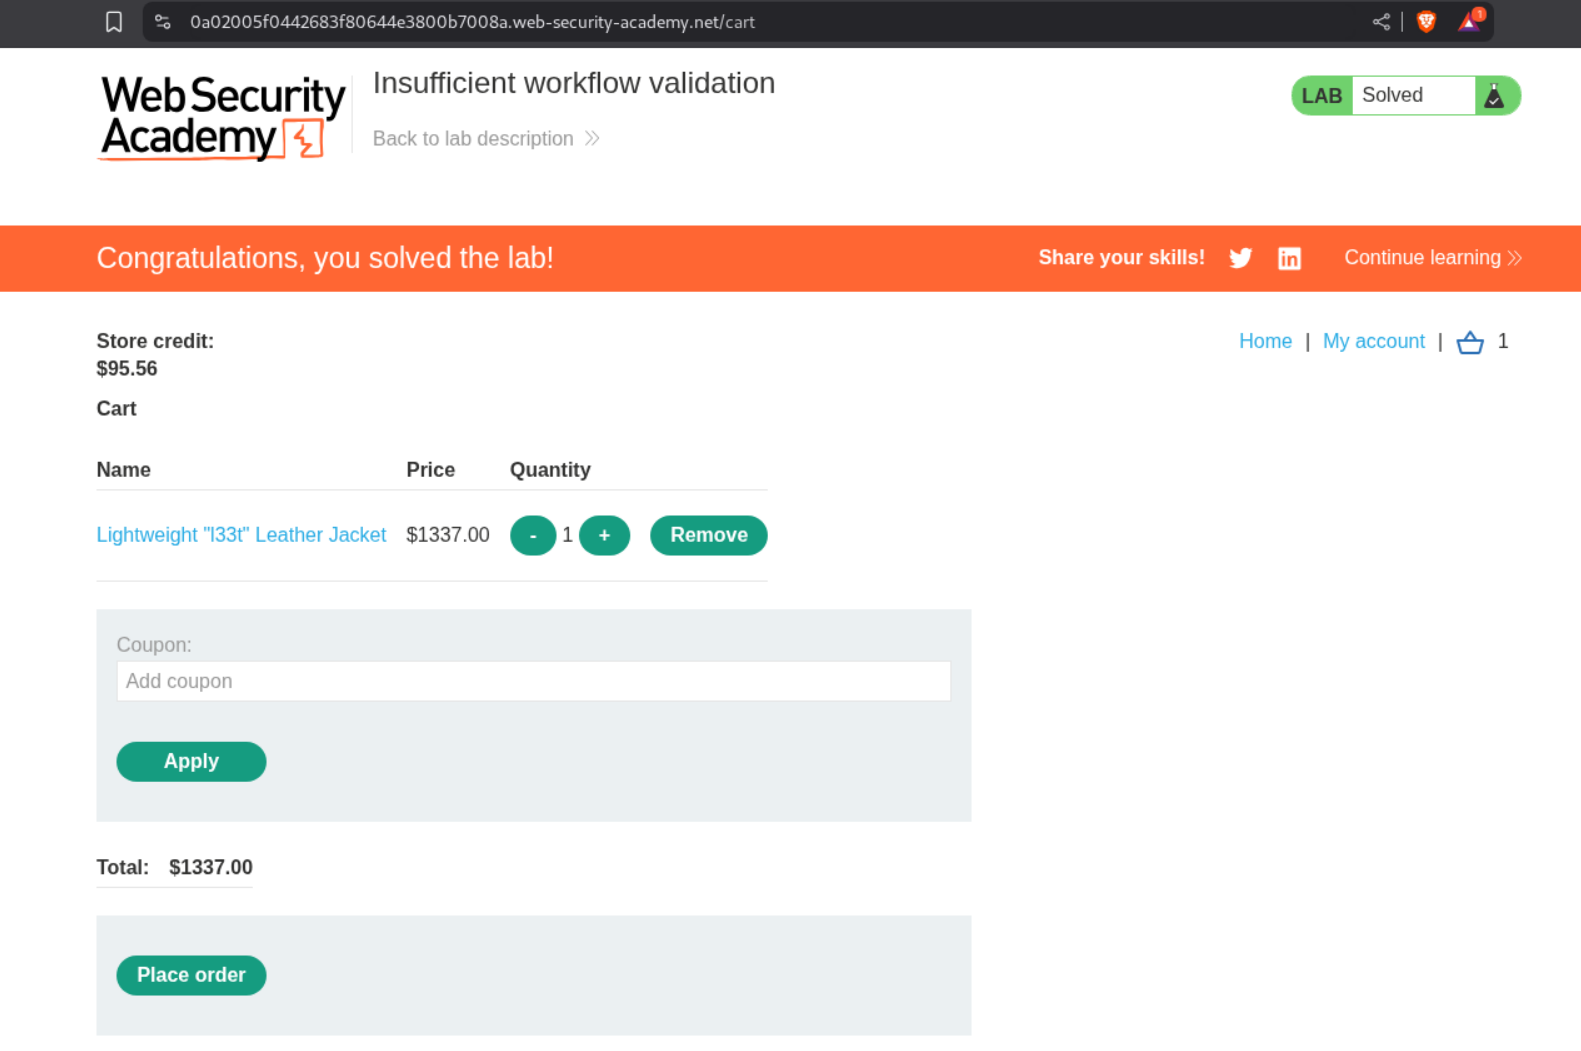 0a02005f0442683f80644e3800b7008a.web-security-academy.net/cart
1
Web Security
Academy
Insufficient workflow validation
Back to lab description
LAB Solved
Congratulations, you solved the lab!
Share your skills!
Continue learning
Store credit:
$95.56
Home | My account | 1
Cart
Name Price Quantity
Lightweight "l33t" Leather Jacket $1337.00 - 1 + Remove
Coupon:
Add coupon
Apply
Total: $1337.00
Place order